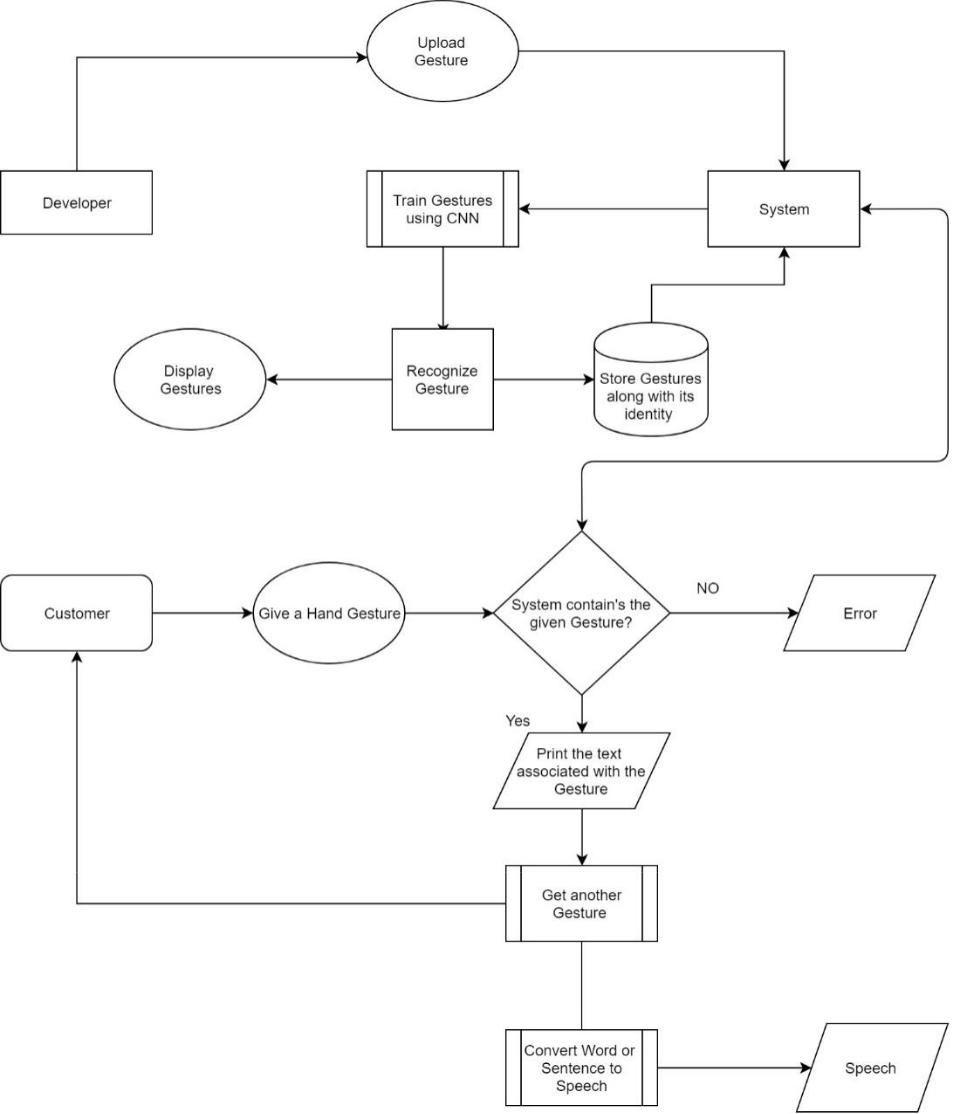 Upload
Gesture
Developer
Train Gestures
using CNN
System
Display
Gestures
Recognize
Gesture
Store Gestures
along with its
identity
Customer
Give a Hand Gesture
System contain's the
given Gesture?
NO
Error
Yes
Print the text
associated with the
Gesture
Get another
Gesture
Convert Word or
Sentence to
Speech
Speech